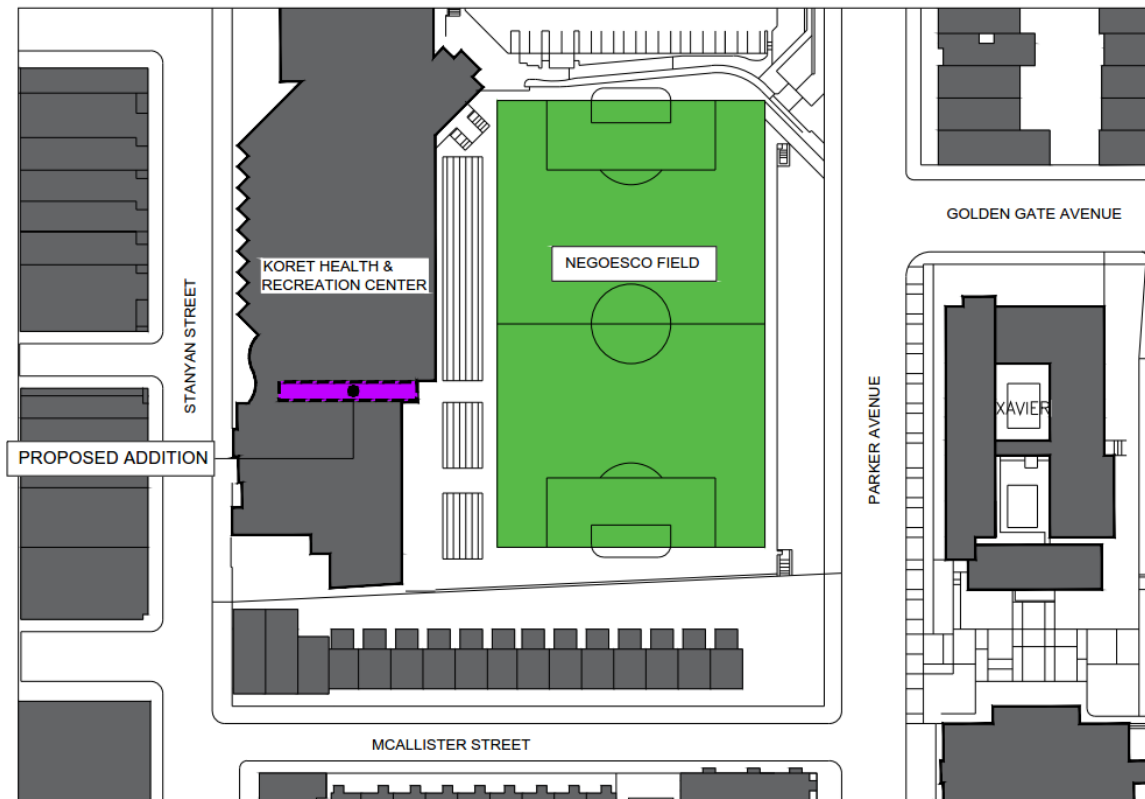 GOLDEN GATE AVENUE
NEGOESCO FIELD
KORET HEALTH &
RECREATION CENTER
STANYAN STREET
PARKER AVENUE
XAVIER
PROPOSED ADDITION
MCALLISTER STREET